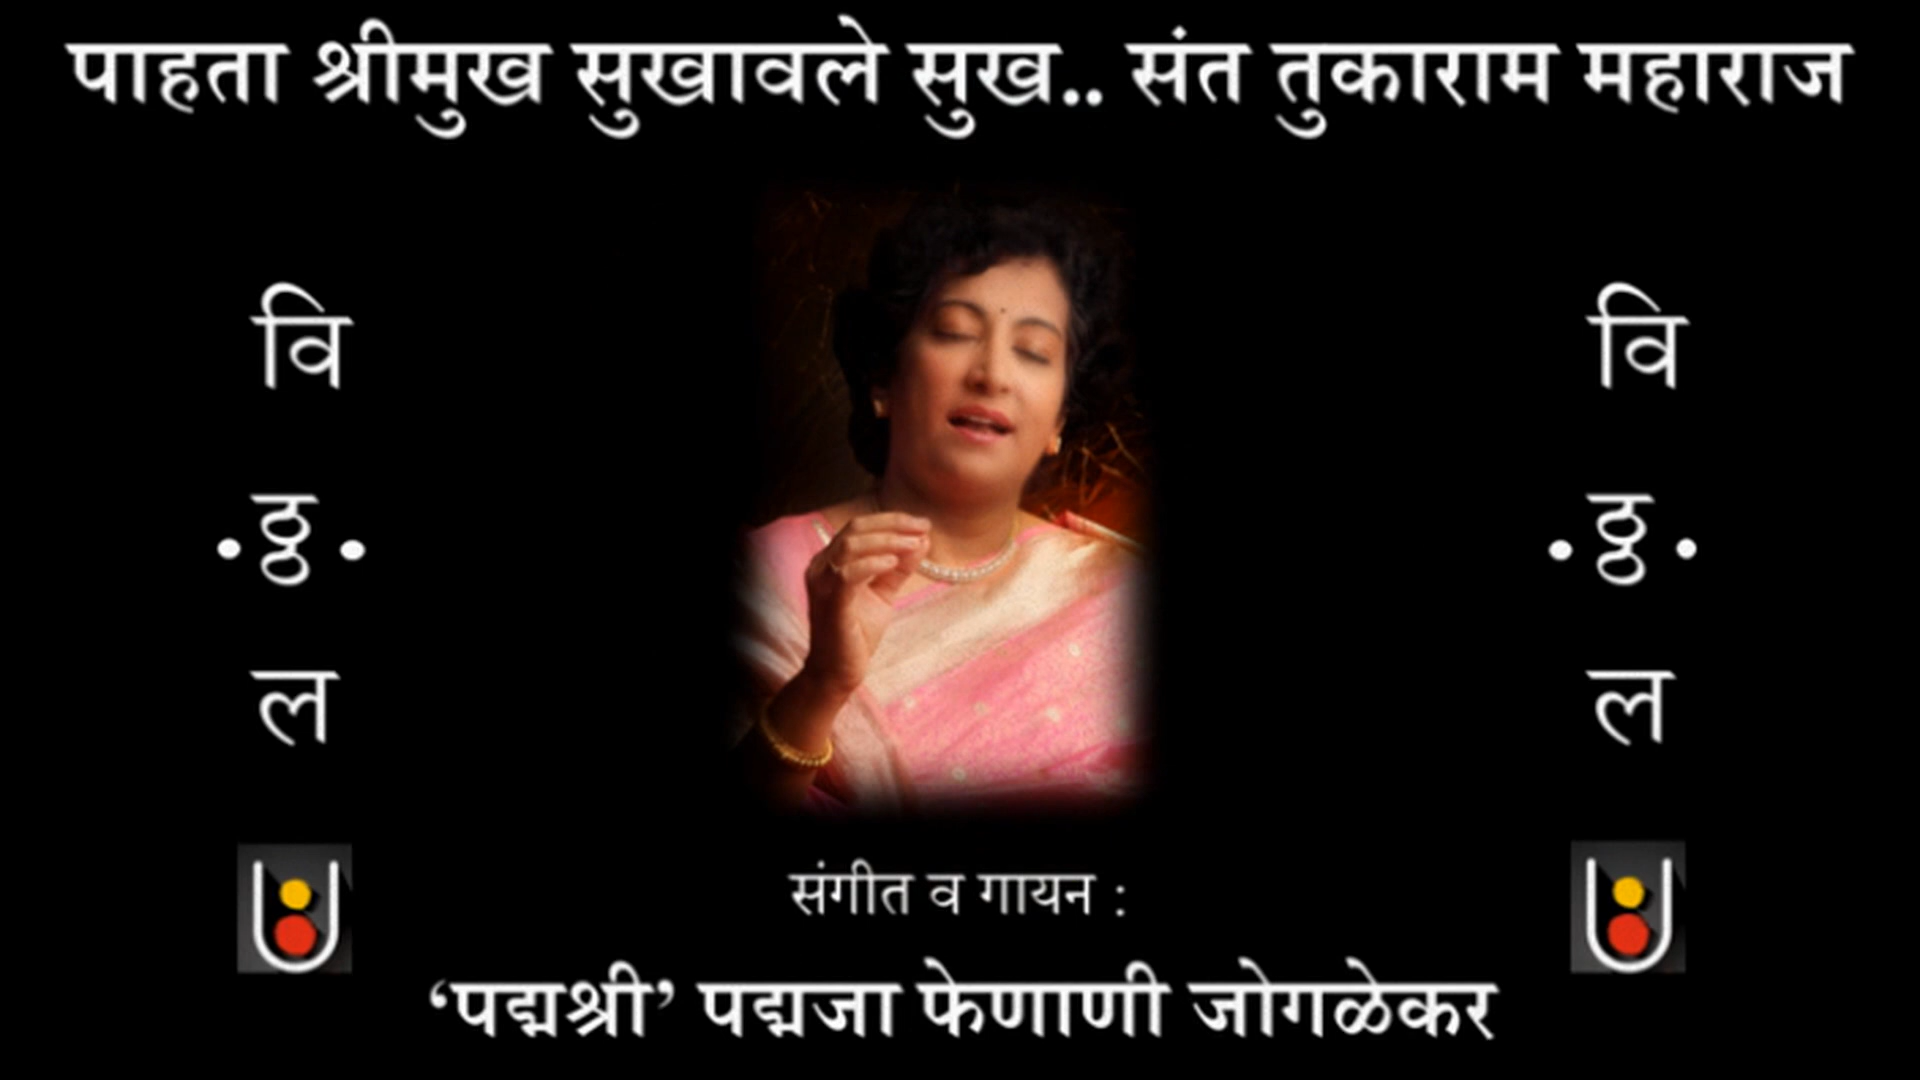 पाहता श्रीमुख सुखावले सुख.. संत तुकाराम महाराज
वि
. ठ्ठ .
ल
वि
. ठ्ठ .
ल
संगीत व गायन :
‘पद्मश्री’ पद्मजा फेणाणी जोगळेकर